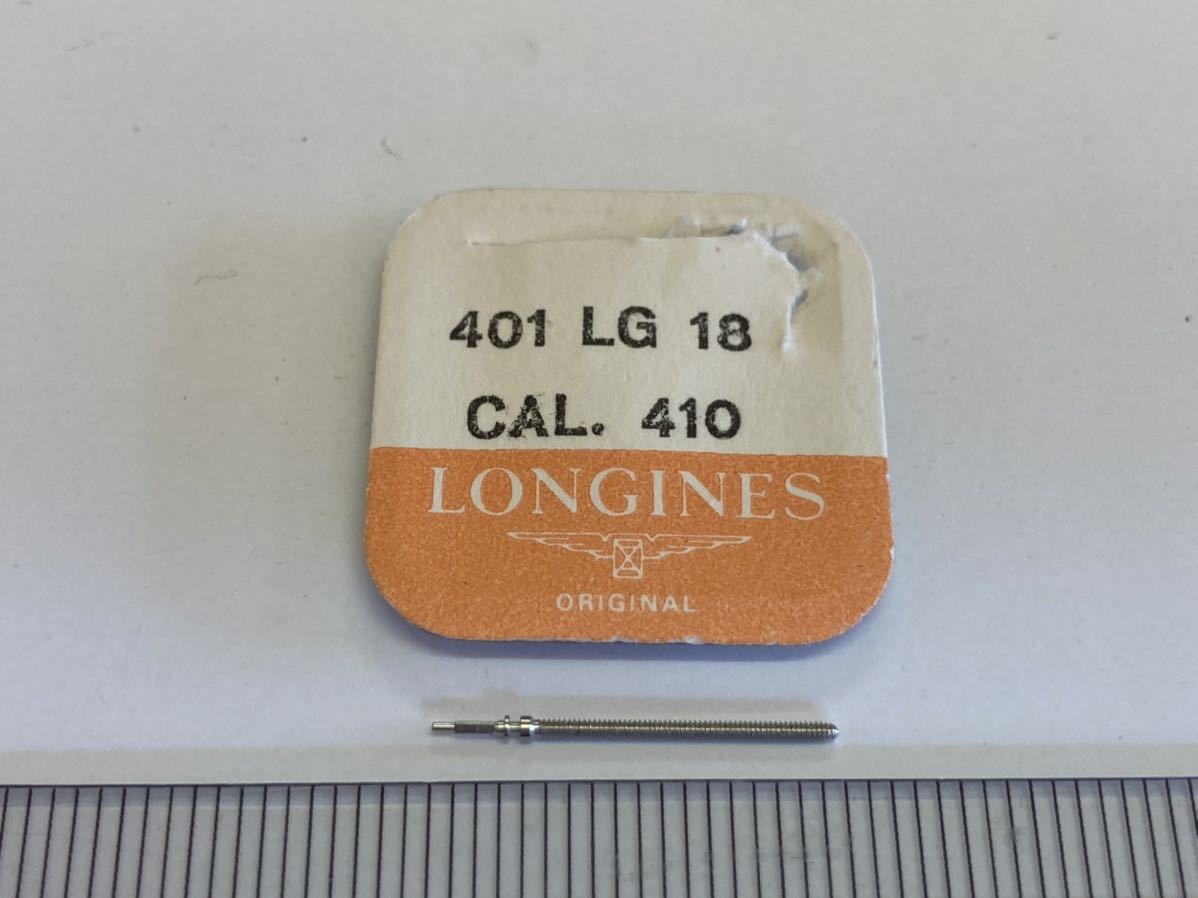 401 LG 18
CAL. 410
LONGINES
ORIGINAL